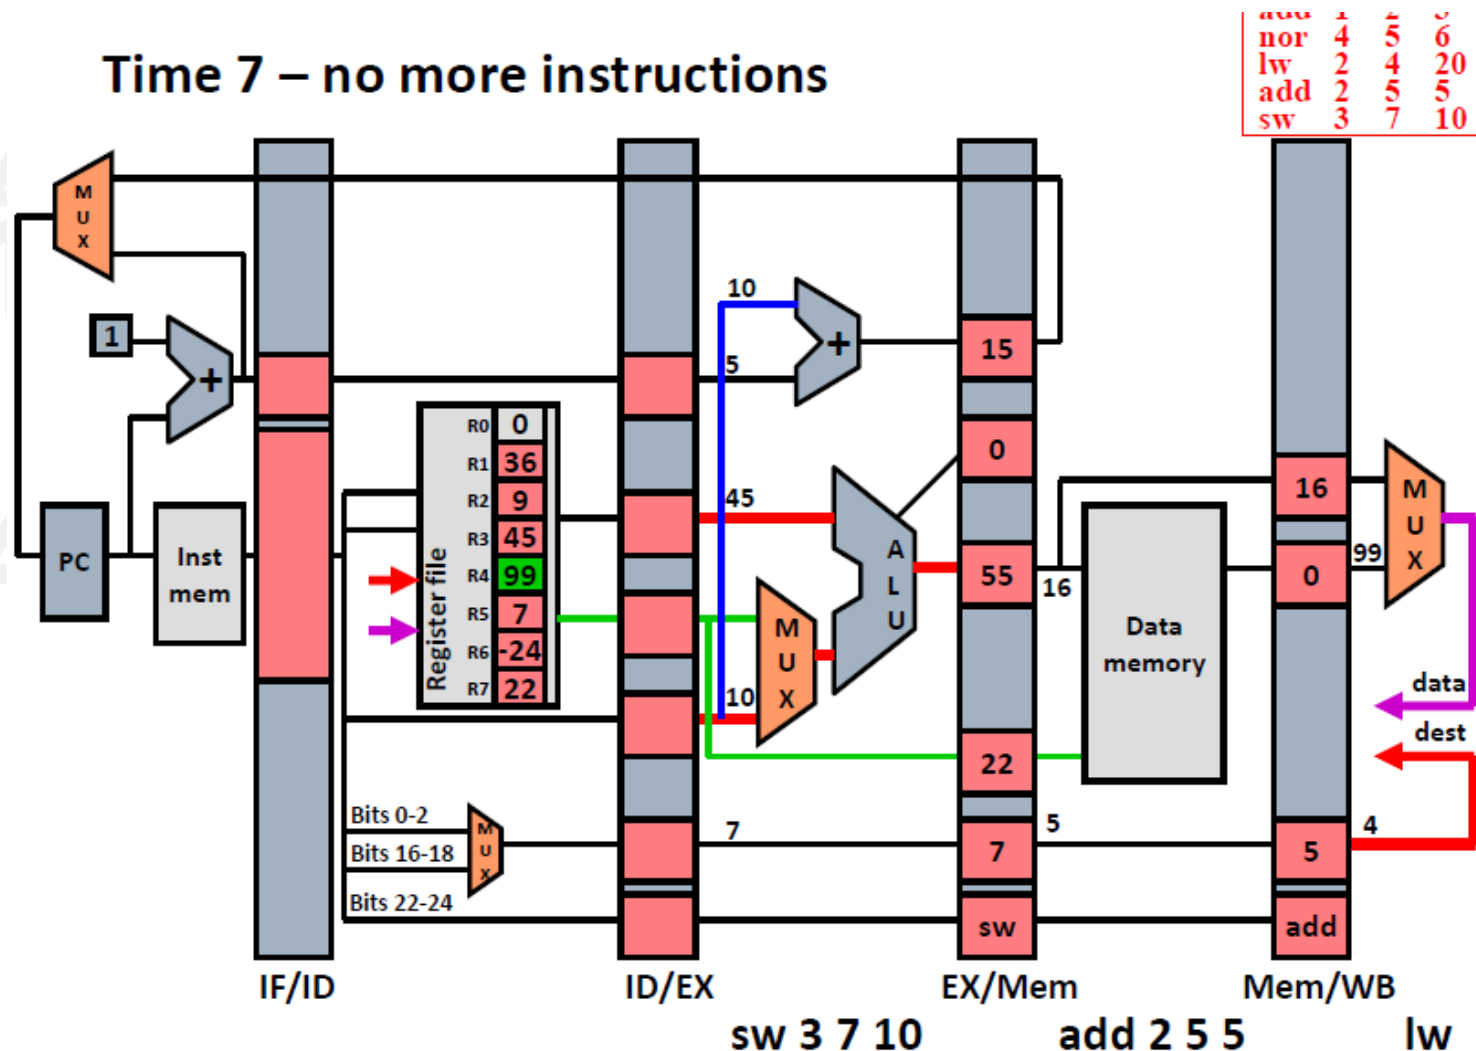 add 1 2 3
nor 4 5 6
lw 2 4 20
add 2 5 5
sw 3 7 10
Time 7 – no more instructions
M
U
X
1
+
PC
Inst
mem
Register file
R0 0
R1 36
R2 9
R3 45
R4 99
R5 7
R6 -24
R7 22
Bits 0-2
Bits 16-18
Bits 22-24
M
U
X
10
5
+
45
10
7
M
U
X
A
L
U
15
0
55
22
7
sw
16
5
Data
memory
16
0
5
add
99
4
M
U
X
data
dest
IF/ID
ID/EX
EX/Mem
Mem/WB
sw 3 7 10
add 2 5 5
lw